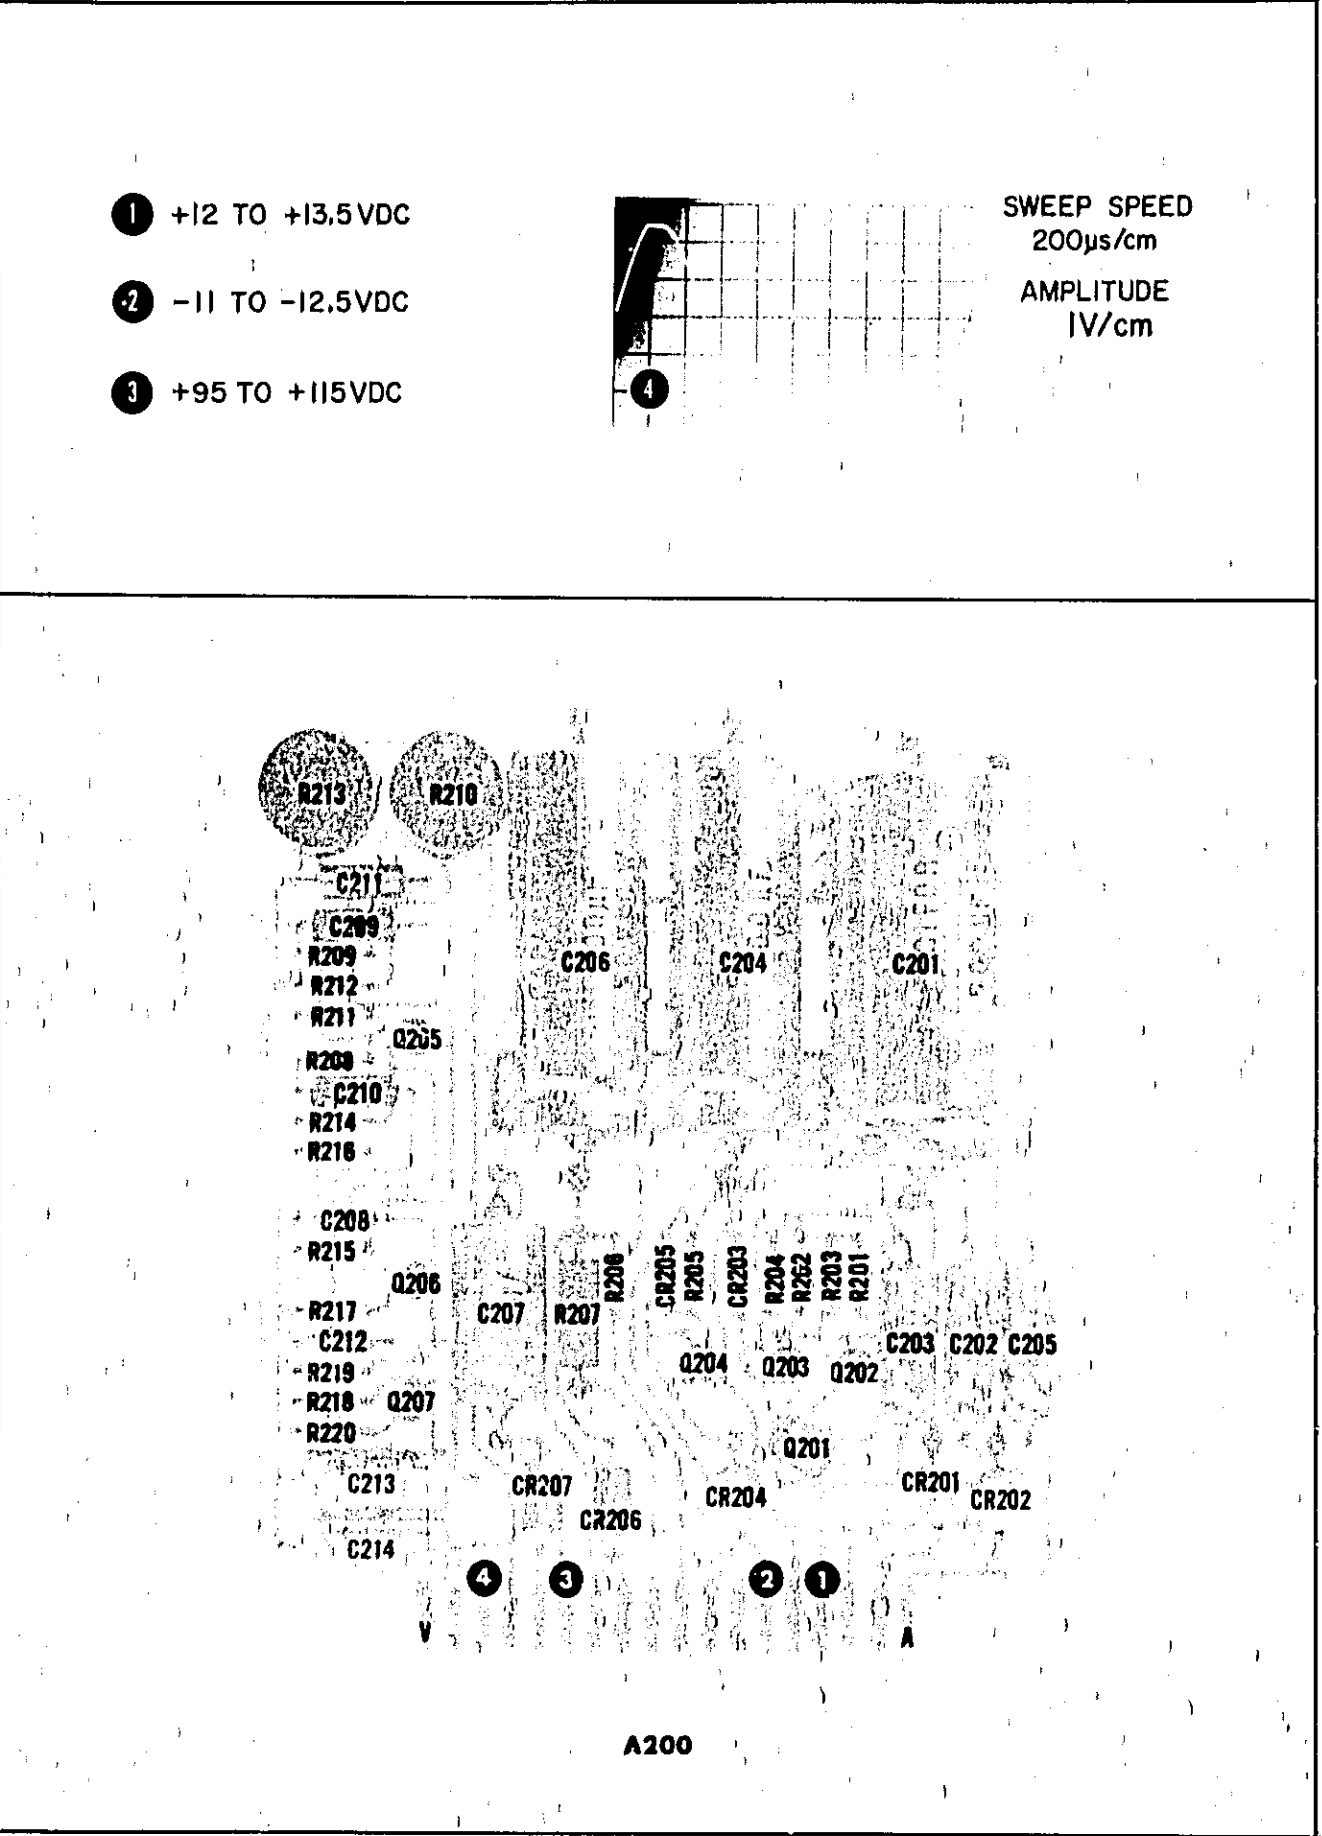 1 +12 TO +13.5VDC
2 -11 TO -12.5VDC
3 +95 TO +115VDC
4
SWEEP SPEED
200µs/cm
AMPLITUDE
1V/cm
R213 R210
C211
C209
R209
C206 C204 C201
R212
R211
Q205
R208
C210
R214
R216
C208
R215
Q206
R206 CR205 R205 CR203 R204 R202 R203 R201
R217 C207 R207
C212 C203 C202 C205
R219 Q204 Q203 Q202
R218 Q207
R220
Q201
C213 CR207 CR204 CR201 CR202
CR206
C214
4 3 2 1
V A
A200